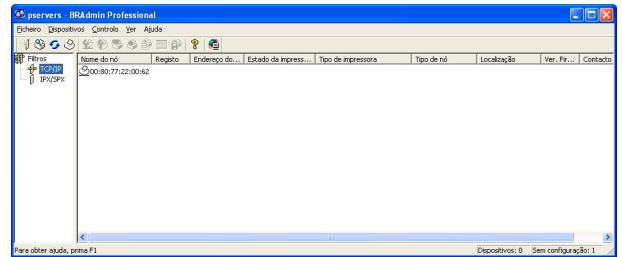 pservers - BRAdmin Professional
Ficheiro Dispositivos Controlo Ver Ajuda
Filtros
TCP/IP
IPX/SPX
Nome do nó Registo Endereço do... Estado da impress... Tipo de impressora Tipo de nó Localização Ver. Fir... Contacto
00:80:77:22:00:62
Para obter ajuda, prima F1 Dispositivos: 0 Sem configuração: 1